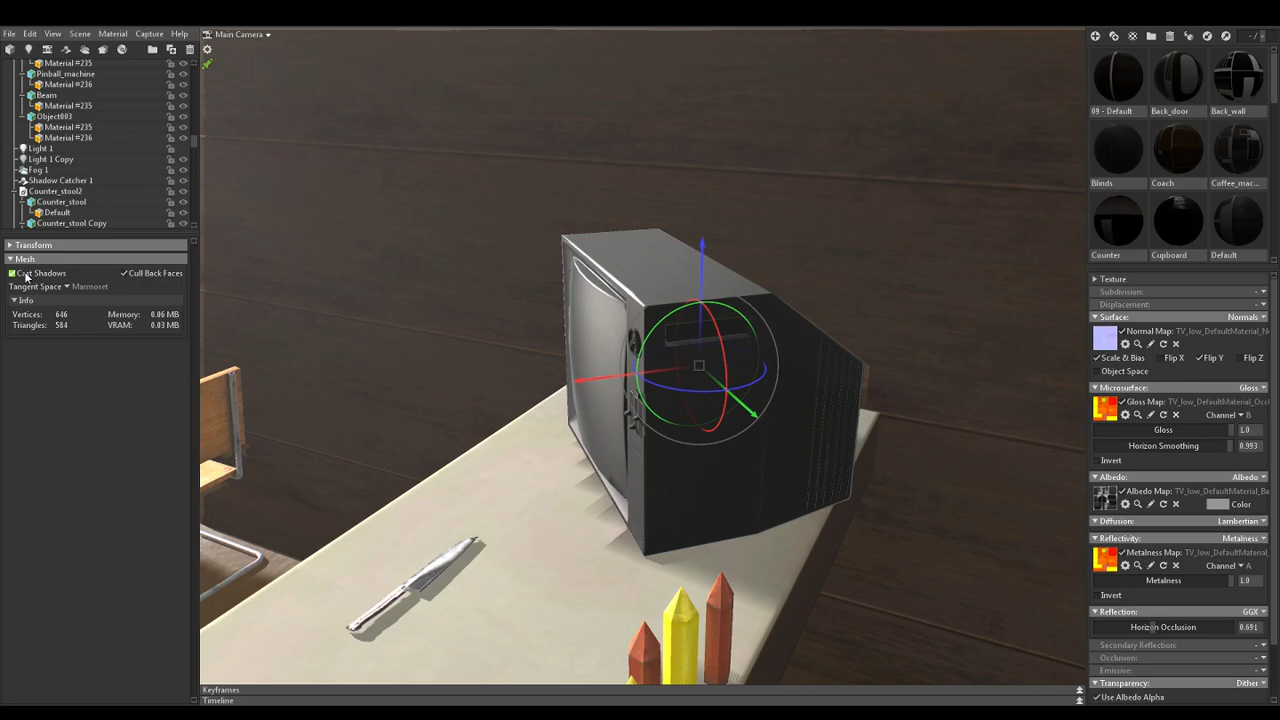 File Edit View Scene Material Capture Help
Main Camera
Material #235
Pinball_machine
Material #236
Beam
Material #235
Object003
Material #235
Material #236
Light 1
Light 1 Copy
Fog 1
Shadow Catcher 1
Counter_stool2
Counter_stool
Default
Counter_stool Copy
Transform
Mesh
Cast Shadows Cull Back Faces
Tangent Space Marmoset
Info
Vertices: 646 Memory: 0.06 MB
Triangles: 584 VRAM: 0.03 MB
Keyframes
Timeline
- /
09 - Default Back_door Back_wall
Blinds Coach Coffee_mac...
Counter Cupboard Default
Texture
Subdivision: -
Displacement: -
Surface: Normals
Normal Map: TV_low_DefaultMaterial_N
Scale & Bias Flip X Flip Y Flip Z
Object Space
Microsurface: Gloss
Gloss Map: TV_low_DefaultMaterial_Occl
Channel B
Gloss 1.0
Horizon Smoothing 0.993
Invert
Albedo: Albedo
Albedo Map: TV_low_DefaultMaterial_Ba
Color
Diffusion: Lambertian
Reflectivity: Metalness
Metalness Map: TV_low_DefaultMaterial_
Channel A
Metalness 1.0
Invert
Reflection: GGX
Horizon Occlusion 0.691
Secondary Reflection: -
Occlusion: -
Emissive: -
Transparency: Dither
Use Albedo Alpha